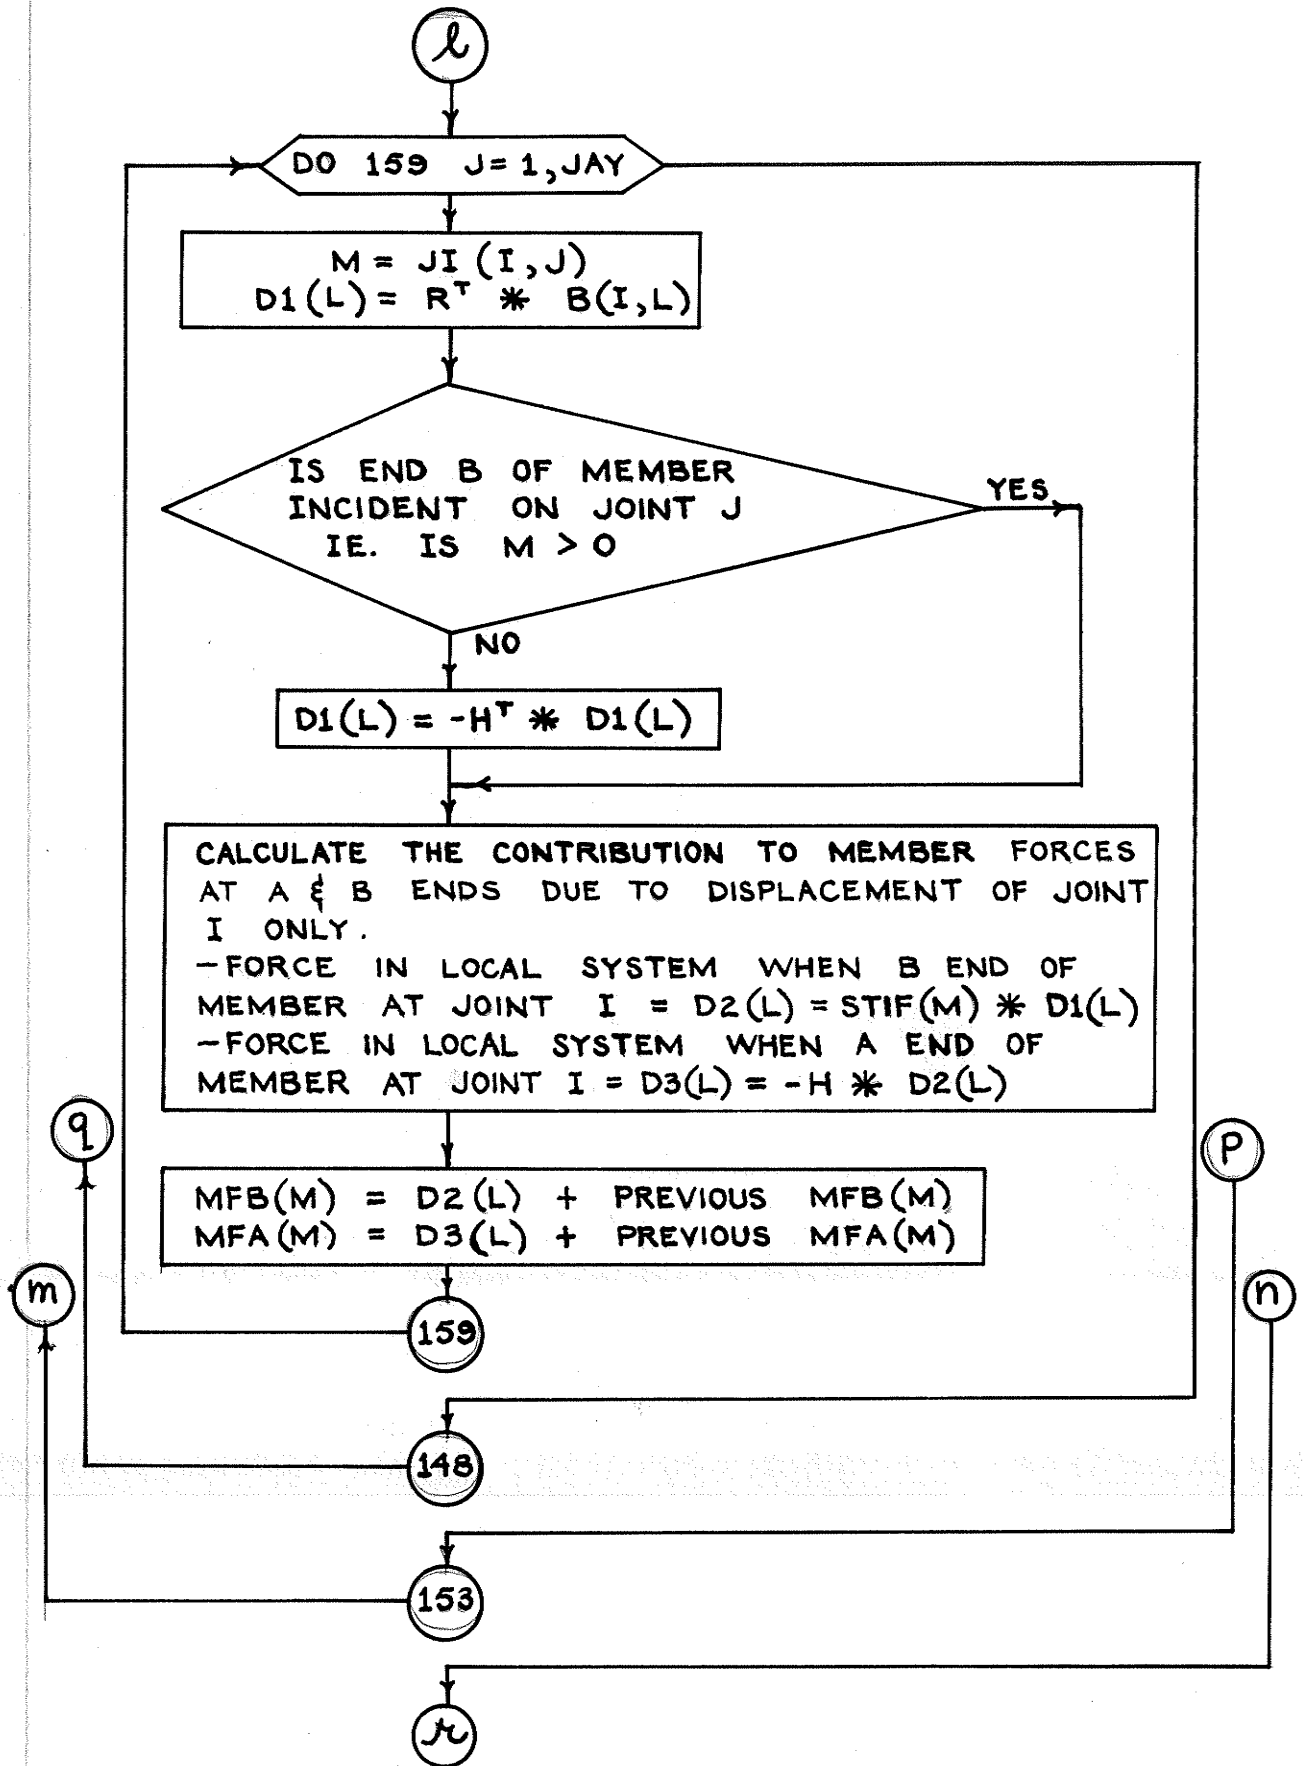 l
DO 159 J=1,JAY
M = JI (I,J)
D1(L) = Rᵀ * B(I,L)
IS END B OF MEMBER
INCIDENT ON JOINT J
IE. IS M > 0
YES
NO
D1(L) = -Hᵀ * D1(L)
CALCULATE THE CONTRIBUTION TO MEMBER FORCES
AT A & B ENDS DUE TO DISPLACEMENT OF JOINT
I ONLY.
-FORCE IN LOCAL SYSTEM WHEN B END OF
MEMBER AT JOINT I = D2(L) = STIF(M) * D1(L)
-FORCE IN LOCAL SYSTEM WHEN A END OF
MEMBER AT JOINT I = D3(L) = -H * D2(L)
q
P
MFB(M) = D2(L) + PREVIOUS MFB(M)
MFA(M) = D3(L) + PREVIOUS MFA(M)
m
n
159
148
153
r